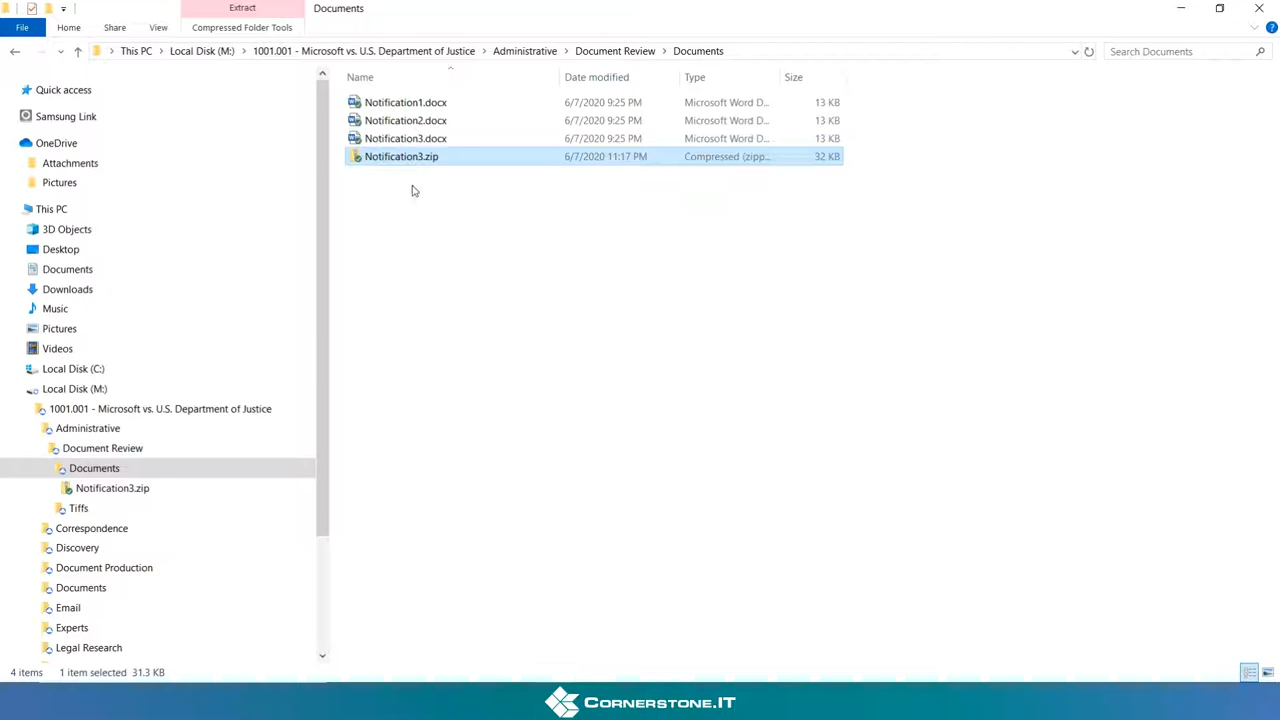 Extract
Documents
File
Home
Share
View
Compressed Folder Tools
This PC > Local Disk (M:) > 1001.001 - Microsoft vs. U.S. Department of Justice > Administrative > Document Review > Documents
Search Documents
Name
Date modified
Type
Size
Notification1.docx 6/7/2020 9:25 PM Microsoft Word D... 13 KB
Notification2.docx 6/7/2020 9:25 PM Microsoft Word D... 13 KB
Notification3.docx 6/7/2020 9:25 PM Microsoft Word D... 13 KB
Notification3.zip 6/7/2020 11:17 PM Compressed (zipp... 32 KB
Quick access
Samsung Link
OneDrive
Attachments
Pictures
This PC
3D Objects
Desktop
Documents
Downloads
Music
Pictures
Videos
Local Disk (C:)
Local Disk (M:)
1001.001 - Microsoft vs. U.S. Department of Justice
Administrative
Document Review
Documents
Notification3.zip
Tiffs
Correspondence
Discovery
Document Production
Documents
Email
Experts
Legal Research
4 items 1 item selected 31.3 KB
CORNERSTONE.IT